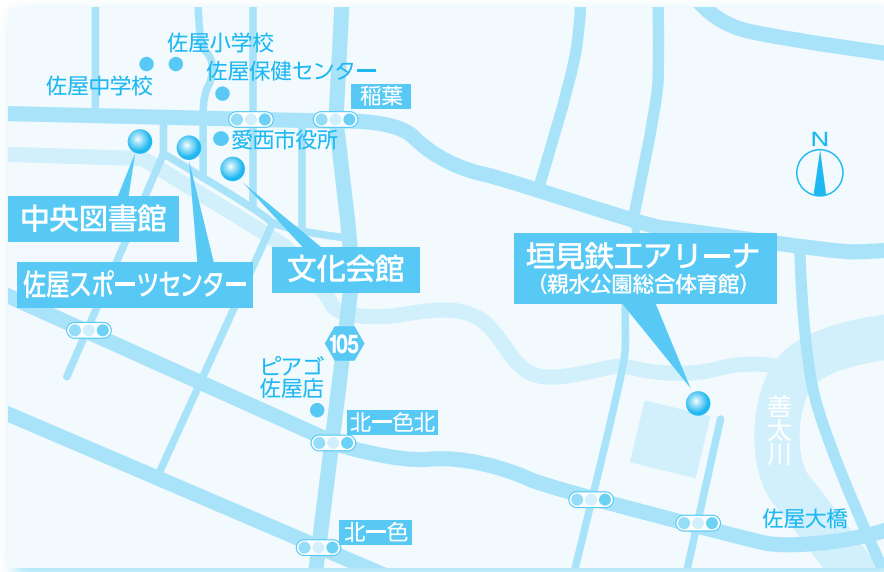 佐屋小学校
佐屋中学校
佐屋保健センター
稲葉
愛西市役所
N
中央図書館
佐屋スポーツセンター
文化会館
垣見鉄工アリーナ
(親水公園総合体育館)
105
ピアゴ
佐屋店
北一色北
善太川
佐屋大橋
北一色